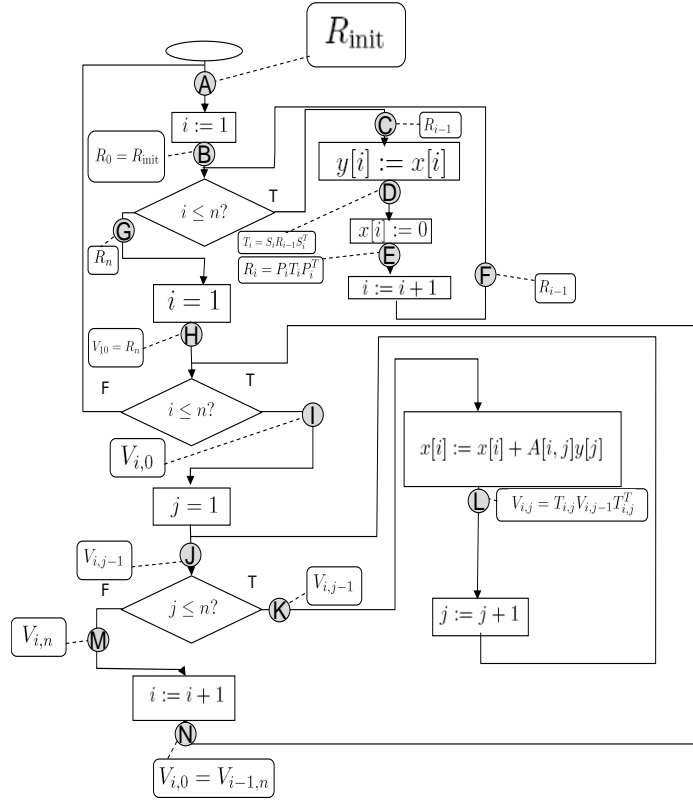 R_init
A
i := 1
R_0 = R_init
B
C
R_{i-1}
y[i] := x[i]
T
i ≤ n?
D
G
T_i = S_i R_{i-1} S_i^T
x[i] := 0
R_n
E
R_i = P_i T_i P_i^T
i := i + 1
F
R_{i-1}
i = 1
V_{10} = R_n
H
F
T
i ≤ n?
I
V_{i,0}
x[i] := x[i] + A[i, j]y[j]
j = 1
L
V_{i,j} = T_{i,j} V_{i,j-1} T_{i,j}^T
V_{i,j-1}
J
F
T
V_{i,j-1}
j ≤ n?
K
j := j + 1
V_{i,n}
M
i := i + 1
N
V_{i,0} = V_{i-1,n}